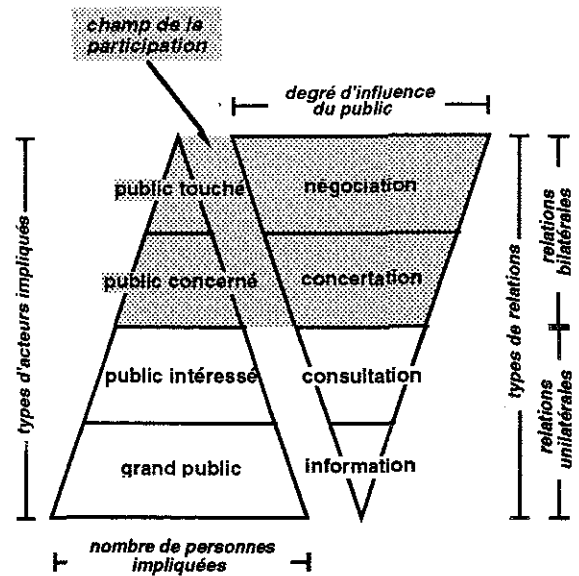 champ de la
participation
degré d'influence
du public
public touché
négociation
public concerné
concertation
public intéressé
consultation
grand public
information
types d'acteurs impliqués
types de relations
relations
bilatérales
relations
unilatérales
nombre de personnes
impliquées